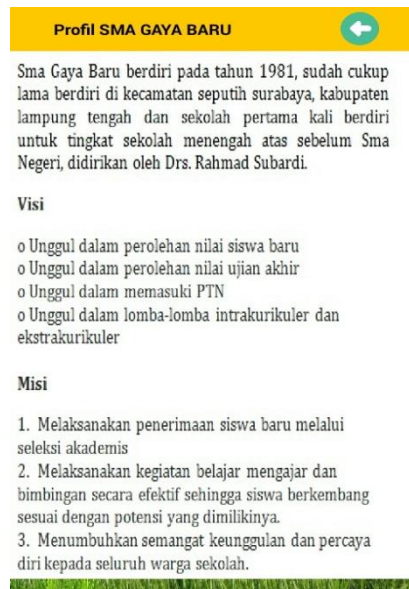 Profil SMA GAYA BARU
Sma Gaya Baru berdiri pada tahun 1981, sudah cukup
lama berdiri di kecamatan seputih surabaya, kabupaten
lampung tengah dan sekolah pertama kali berdiri
untuk tingkat sekolah menengah atas sebelum Sma
Negeri, didirikan oleh Drs. Rahmad Subardi.
Visi
o Unggul dalam perolehan nilai siswa baru
o Unggul dalam perolehan nilai ujian akhir
o Unggul dalam memasuki PTN
o Unggul dalam lomba-lomba intrakurikuler dan
ekstrakurikuler
Misi
1. Melaksanakan penerimaan siswa baru melalui
seleksi akademis
2. Melaksanakan kegiatan belajar mengajar dan
bimbingan secara efektif sehingga siswa berkembang
sesuai dengan potensi yang dimilikinya.
3. Menumbuhkan semangat keunggulan dan percaya
diri kepada seluruh warga sekolah.